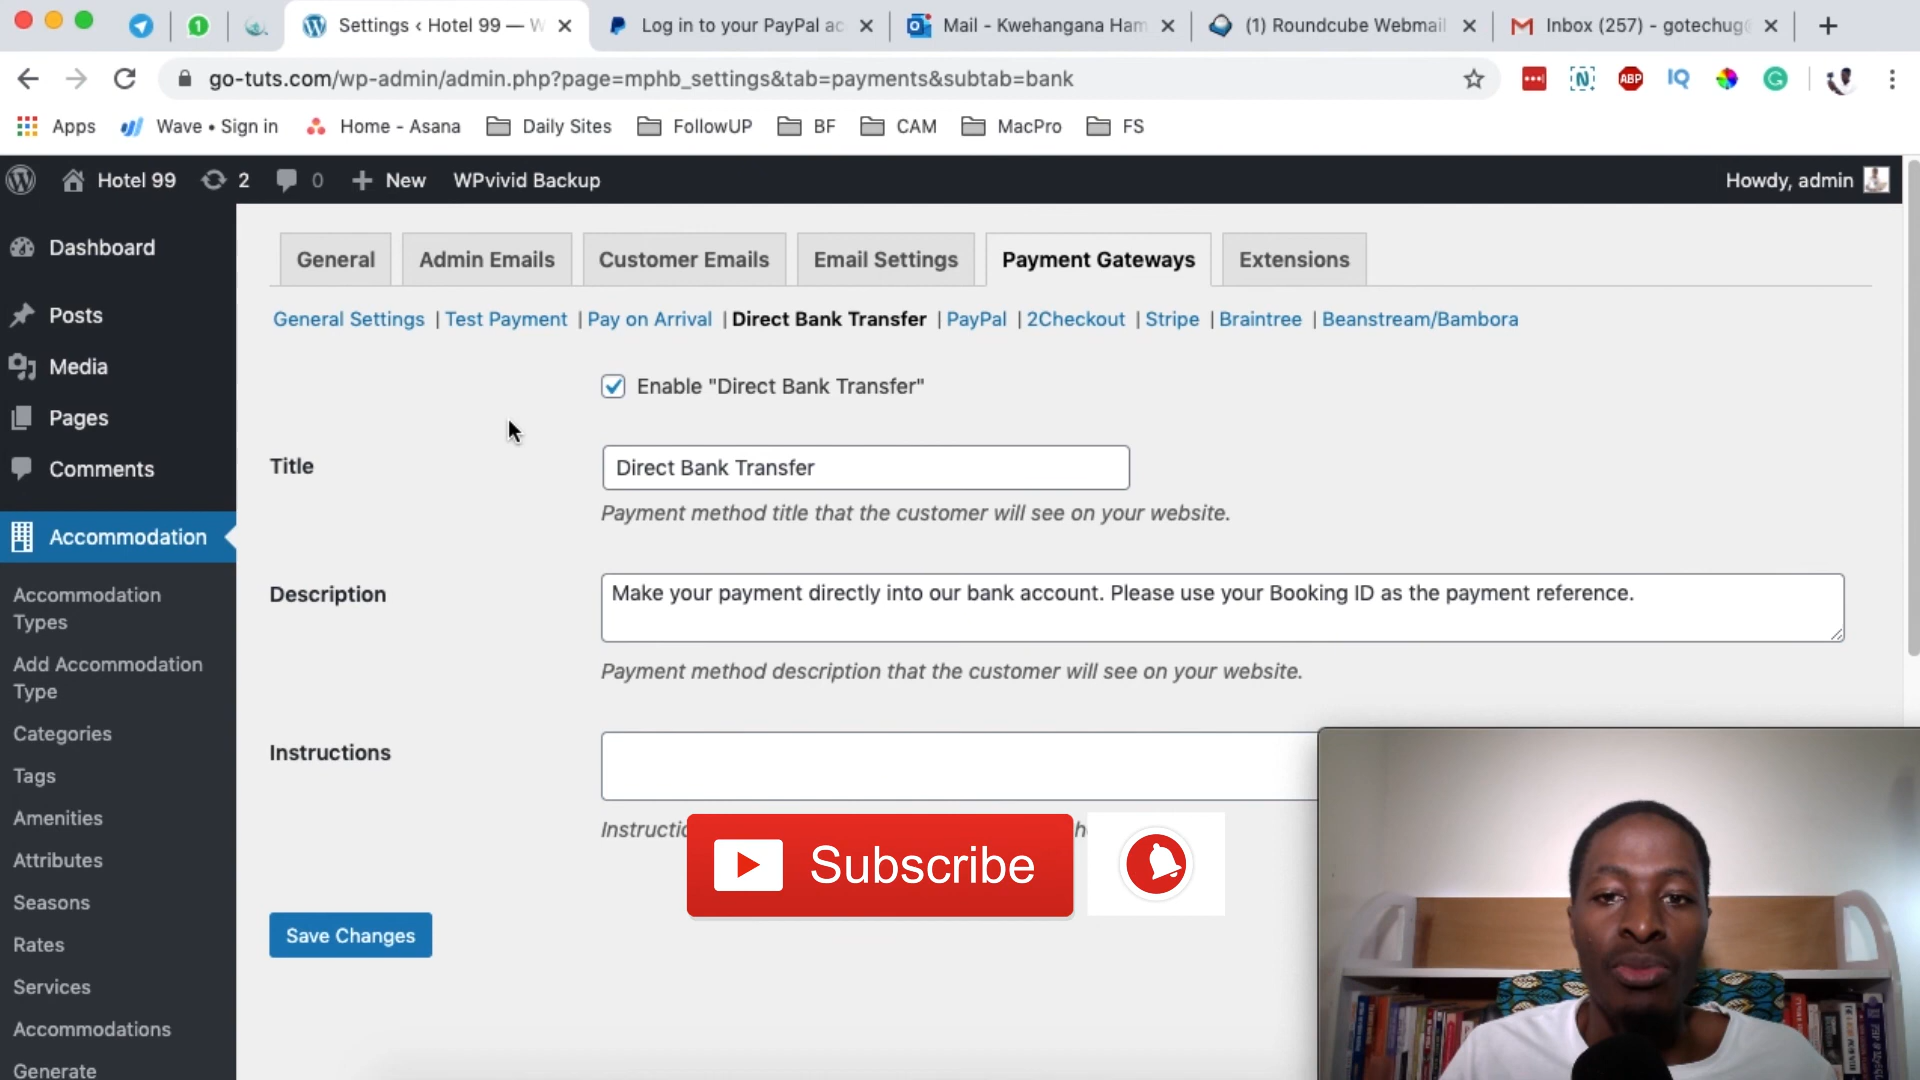 Settings ‹ Hotel 99 — W
Log in to your PayPal ac
Mail - Kwehangana Ham
(1) Roundcube Webmail
Inbox (257) - gotechug
go-tuts.com/wp-admin/admin.php?page=mphb_settings&tab=payments&subtab=bank
ABP
IQ
Apps
Wave • Sign in
Home - Asana
Daily Sites
FollowUP
BF
CAM
MacPro
FS
Hotel 99
2
0
New
WPvivid Backup
Howdy, admin
Dashboard
Posts
Media
Pages
Comments
Accommodation
Accommodation
Types
Add Accommodation
Type
Categories
Tags
Amenities
Attributes
Seasons
Rates
Services
Accommodations
Generate
General
Admin Emails
Customer Emails
Email Settings
Payment Gateways
Extensions
General Settings | Test Payment | Pay on Arrival | Direct Bank Transfer | PayPal | 2Checkout | Stripe | Braintree | Beanstream/Bambora
Enable "Direct Bank Transfer"
Title
Direct Bank Transfer
Payment method title that the customer will see on your website.
Description
Make your payment directly into our bank account. Please use your Booking ID as the payment reference.
Payment method description that the customer will see on your website.
Instructions
Subscribe
Save Changes